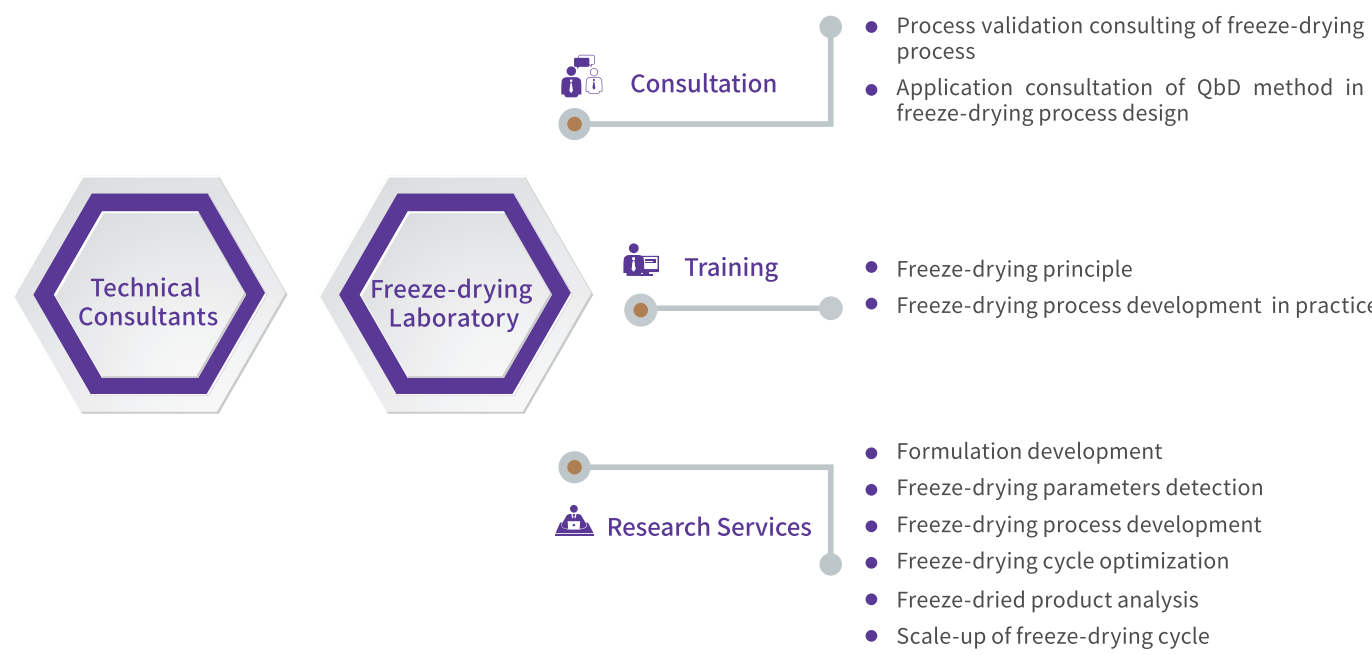 Technical
Consultants
Freeze-drying
Laboratory
Consultation
Process validation consulting of freeze-drying
process
Application consultation of QbD method in
freeze-drying process design
Training
Freeze-drying principle
Freeze-drying process development in practice
Research Services
Formulation development
Freeze-drying parameters detection
Freeze-drying process development
Freeze-drying cycle optimization
Freeze-dried product analysis
Scale-up of freeze-drying cycle